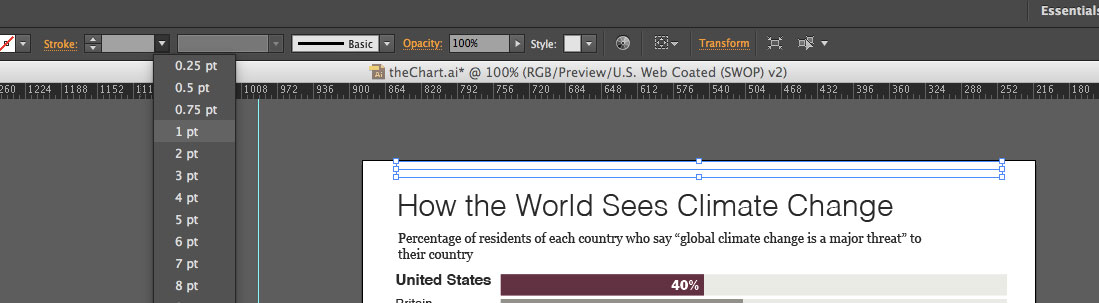 Essentials
Stroke: Basic Opacity: 100% Style: Transform
0.25 pt
theChart.ai* @ 100% (RGB/Preview/U.S. Web Coated (SWOP) v2)
0.5 pt
260 1224 1188 1152 11 1008 972 936 900 864 828 792 756 720 684 648 612 576 540 504 468 432 396 360 324 288 252 216 180
0.75 pt
1 pt
2 pt
3 pt
4 pt
5 pt
6 pt
7 pt
8 pt
How the World Sees Climate Change
Percentage of residents of each country who say “global climate change is a major threat” to
their country
United States 40%
Britain